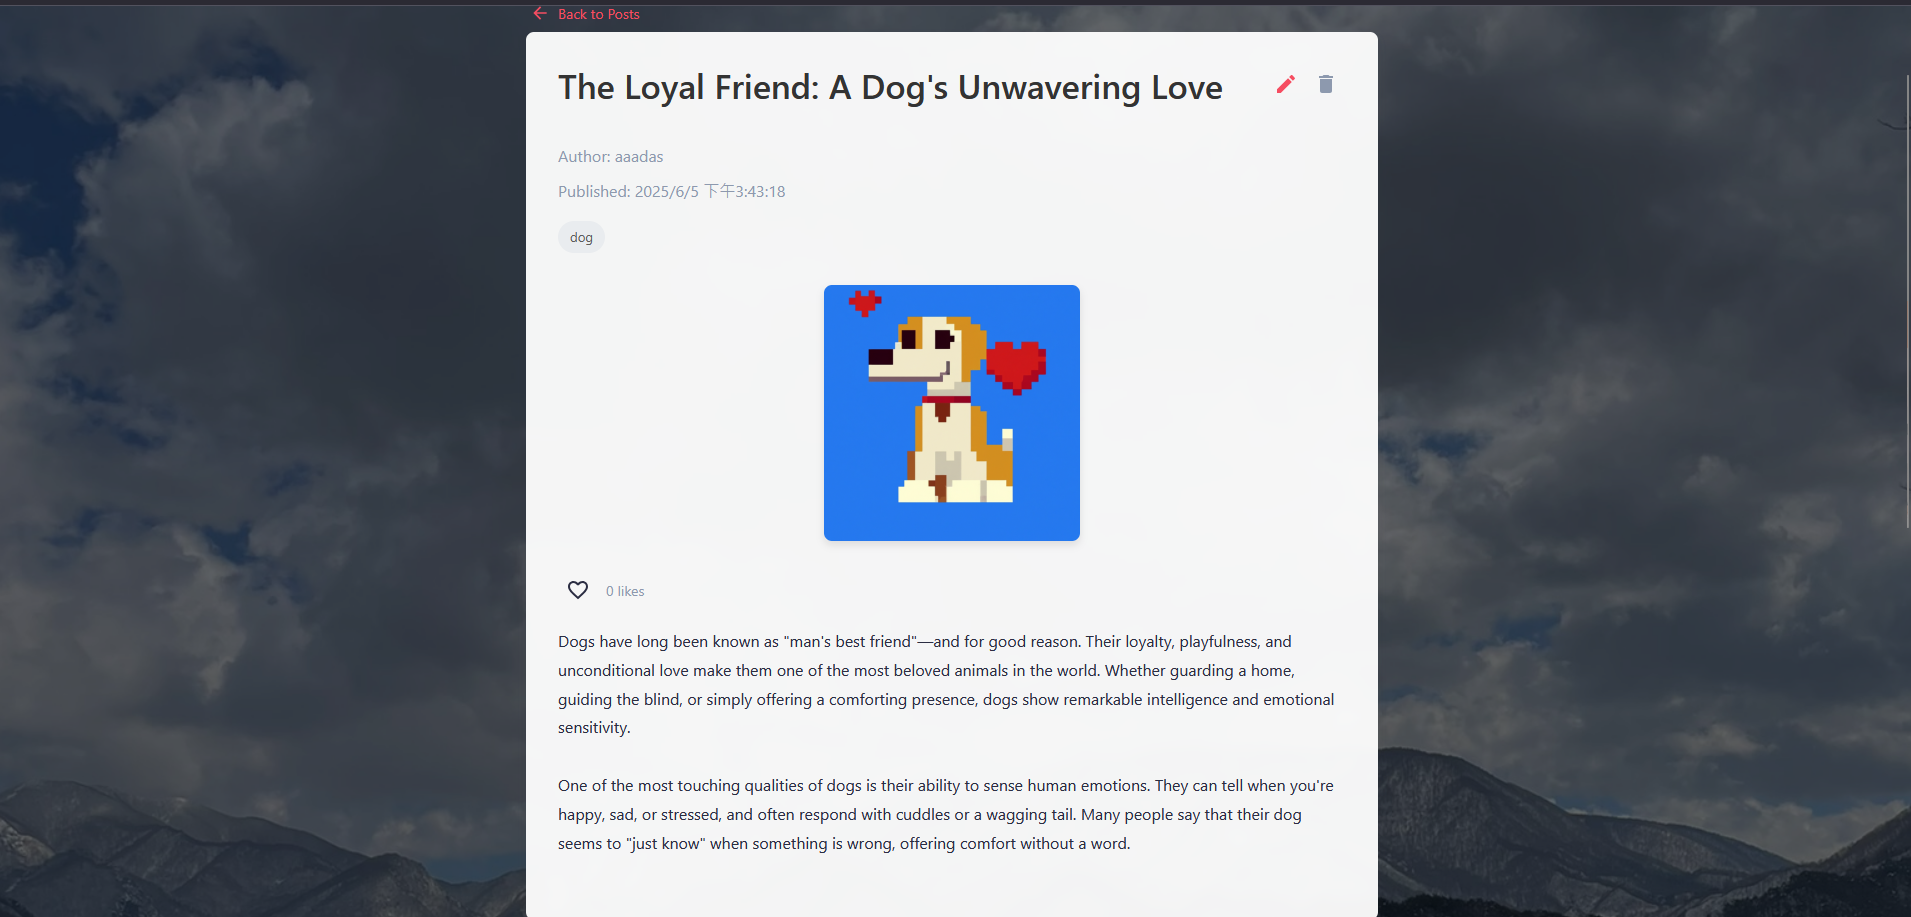 Back to Posts
The Loyal Friend: A Dog's Unwavering Love
Author: aaadas
Published: 2025/6/5 下午3:43:18
dog
0 likes
Dogs have long been known as "man's best friend"—and for good reason. Their loyalty, playfulness, and
unconditional love make them one of the most beloved animals in the world. Whether guarding a home,
guiding the blind, or simply offering a comforting presence, dogs show remarkable intelligence and emotional
sensitivity.
One of the most touching qualities of dogs is their ability to sense human emotions. They can tell when you're
happy, sad, or stressed, and often respond with cuddles or a wagging tail. Many people say that their dog
seems to "just know" when something is wrong, offering comfort without a word.